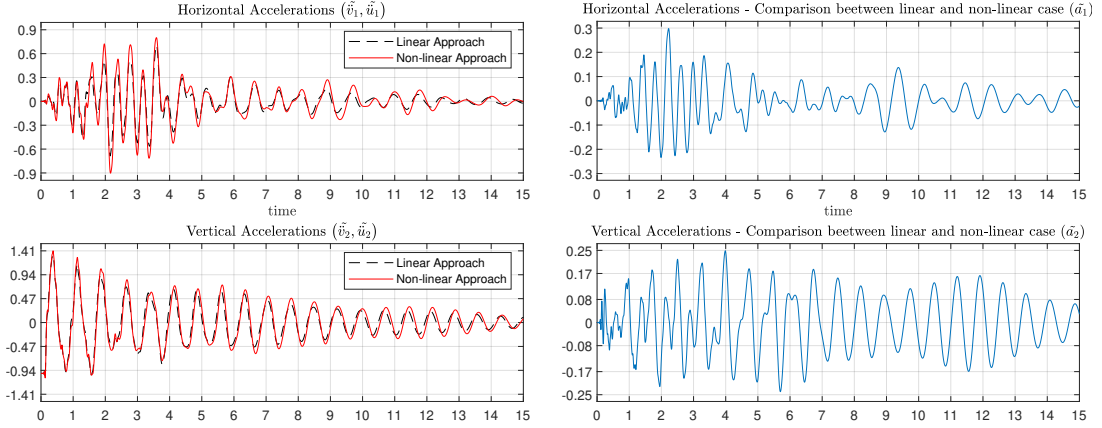 Horizontal Accelerations (ṽ̈₁, ũ̈₁)
0.9
0.6
0.3
0
-0.3
-0.6
-0.9
Linear Approach
Non-linear Approach
0 1 2 3 4 5 6 7 8 9 10 11 12 13 14 15
time
Horizontal Accelerations - Comparison beetween linear and non-linear case (ã₁)
0.3
0.2
0.1
0
-0.1
-0.2
-0.3
0 1 2 3 4 5 6 7 8 9 10 11 12 13 14 15
time
Vertical Accelerations (ṽ̈₂, ũ̈₂)
1.41
0.94
0.47
0
-0.47
-0.94
-1.41
Linear Approach
Non-linear Approach
0 1 2 3 4 5 6 7 8 9 10 11 12 13 14 15
Vertical Accelerations - Comparison beetween linear and non-linear case (ã₂)
0.25
0.17
0.08
0
-0.08
-0.17
-0.25
0 1 2 3 4 5 6 7 8 9 10 11 12 13 14 15